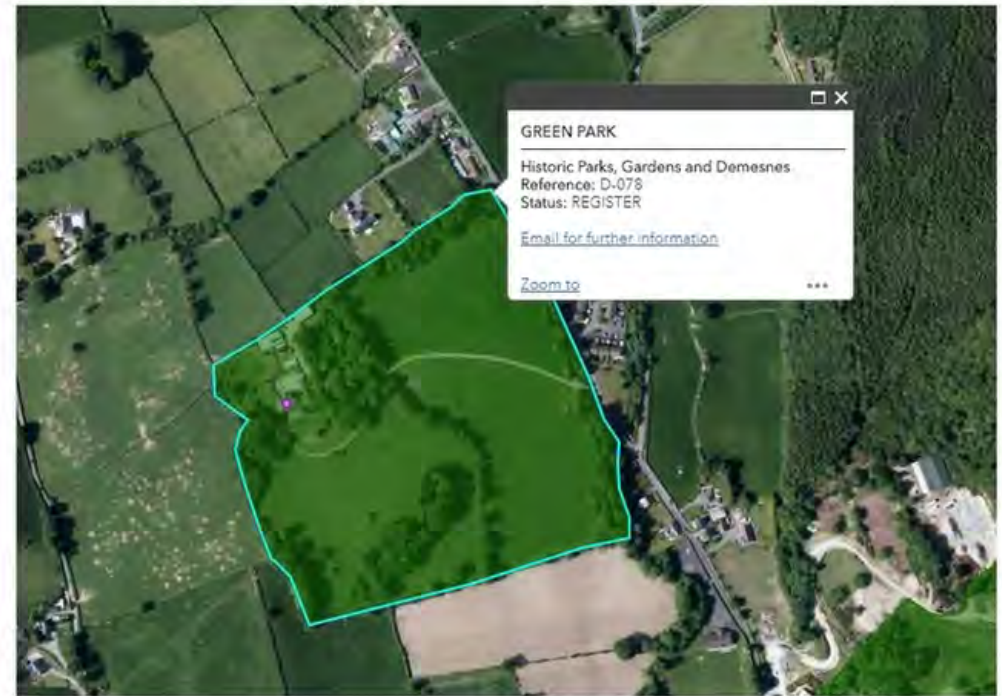 GREEN PARK
Historic Parks, Gardens and Demesnes
Reference: D-078
Status: REGISTER
Email for further information
Zoom to